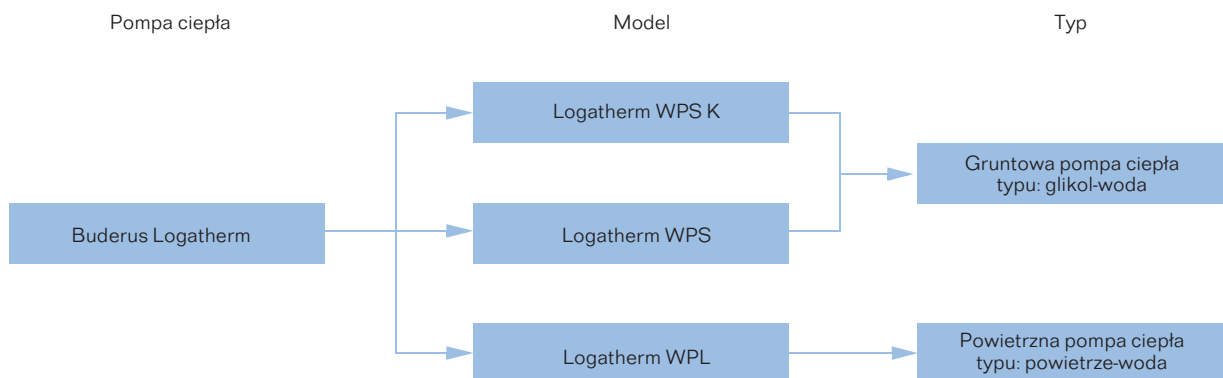 Pompa ciepła
Model
Typ
Logatherm WPS K
Gruntowa pompa ciepła
typu: glikol-woda
Buderus Logatherm
Logatherm WPS
Logatherm WPL
Powietrzna pompa ciepła
typu: powietrze-woda